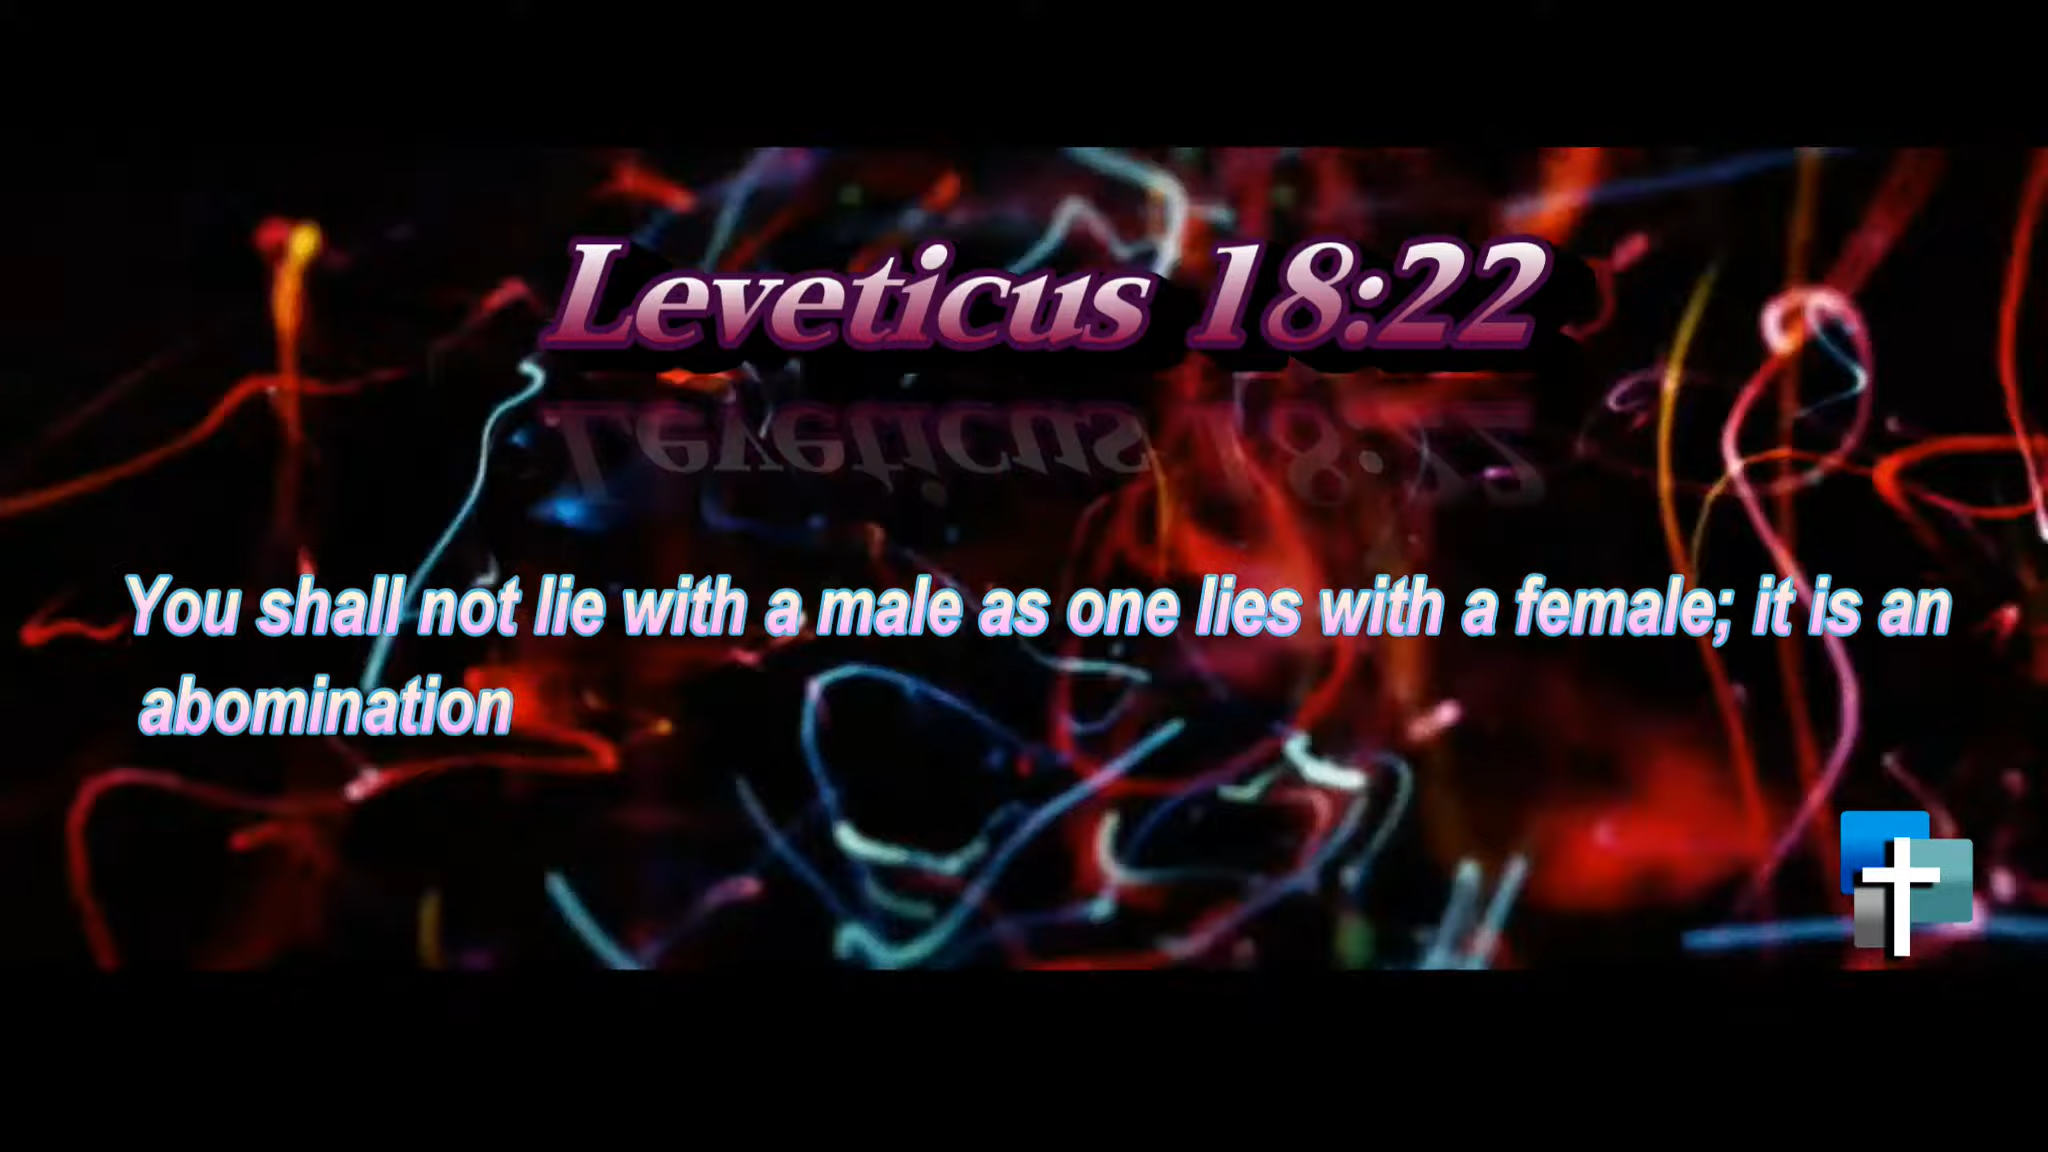 Leveticus 18:22
You shall not lie with a male as one lies with a female; it is an
abomination